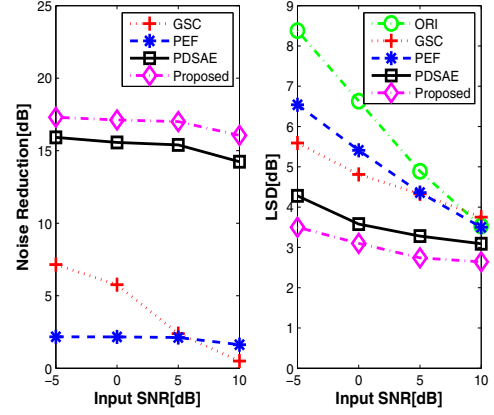 Noise Reduction[dB]
25
20
15
10
5
0
-5
0
5
10
Input SNR[dB]
GSC
PEF
PDSAE
Proposed
LSD[dB]
9
8
7
6
5
4
3
2
1
0
-5
0
5
10
Input SNR[dB]
ORI
GSC
PEF
PDSAE
Proposed